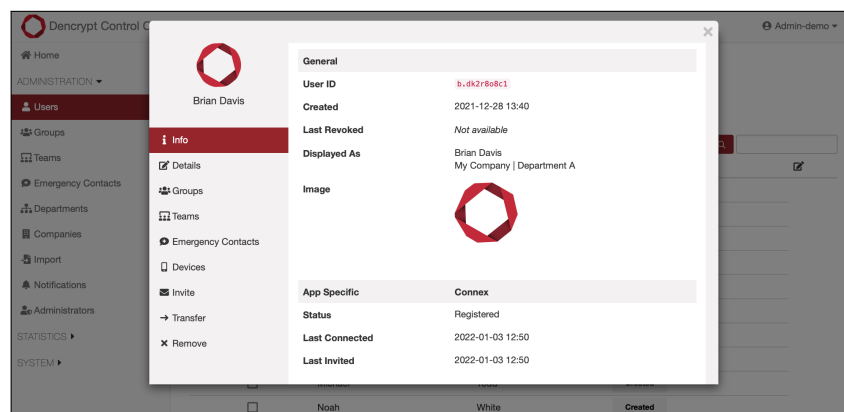 Dencrypt Control
Admin-demo
Home
ADMINISTRATION
Users
Groups
Teams
Emergency Contacts
Departments
Companies
Import
Notifications
Administrators
STATISTICS
SYSTEM
×
Brian Davis
Info
Details
Groups
Teams
Emergency Contacts
Devices
Invite
Transfer
Remove
General
User ID b.dk2r8o8c1
Created 2021-12-28 13:40
Last Revoked Not available
Displayed As Brian Davis
My Company | Department A
Image
App Specific Connex
Status Registered
Last Connected 2022-01-03 12:50
Last Invited 2022-01-03 12:50
Noah White Created